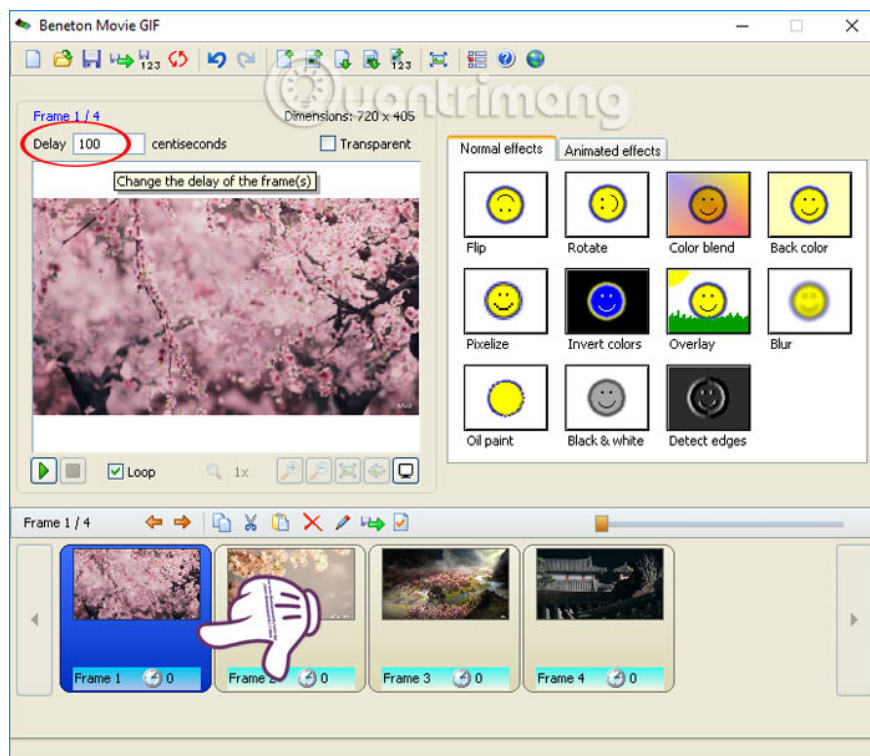 Beneton Movie GIF
123
123
Quantrimang
Frame 1 / 4
Dimensions: 720 x 405
Delay 100 centiseconds
Transparent
Change the delay of the frame(s)
Loop
1x
Normal effects
Animated effects
Flip
Rotate
Color blend
Back color
Pixelize
Invert colors
Overlay
Blur
Oil paint
Black & white
Detect edges
Frame 1 / 4
Frame 1 0
Frame 2 0
Frame 3 0
Frame 4 0